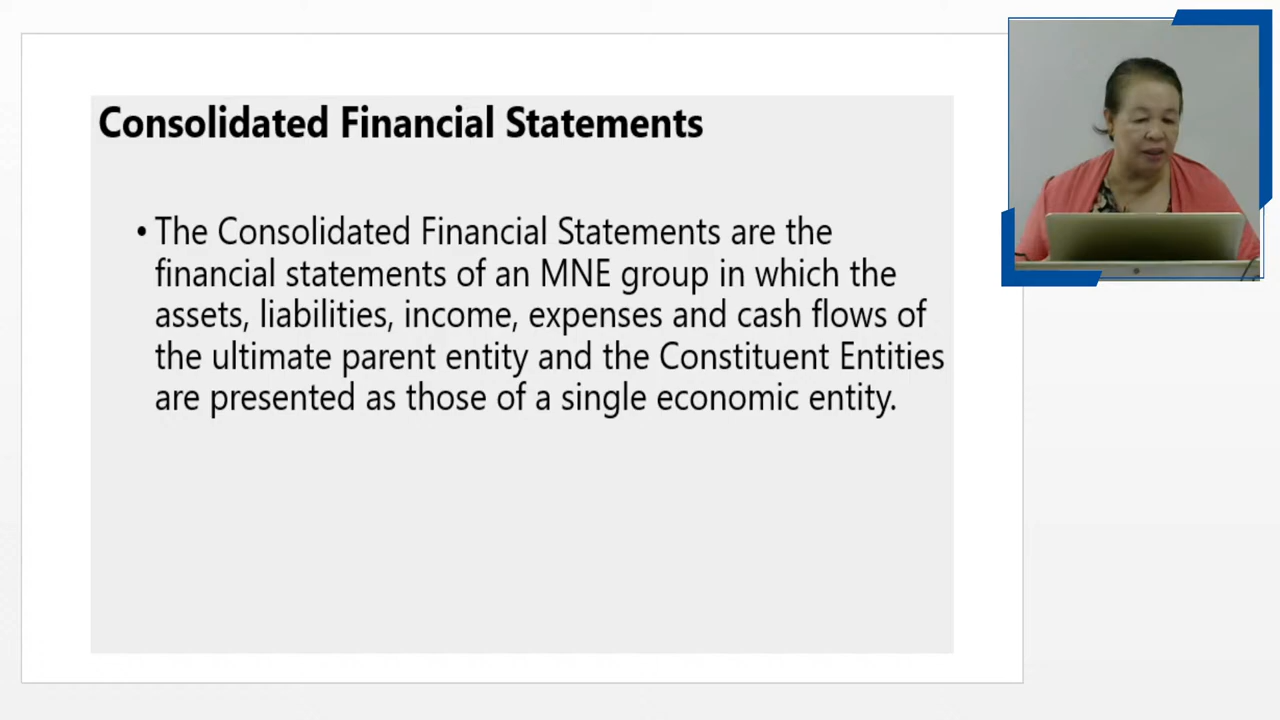 Consolidated Financial Statements
• The Consolidated Financial Statements are the
financial statements of an MNE group in which the
assets, liabilities, income, expenses and cash flows of
the ultimate parent entity and the Constituent Entities
are presented as those of a single economic entity.